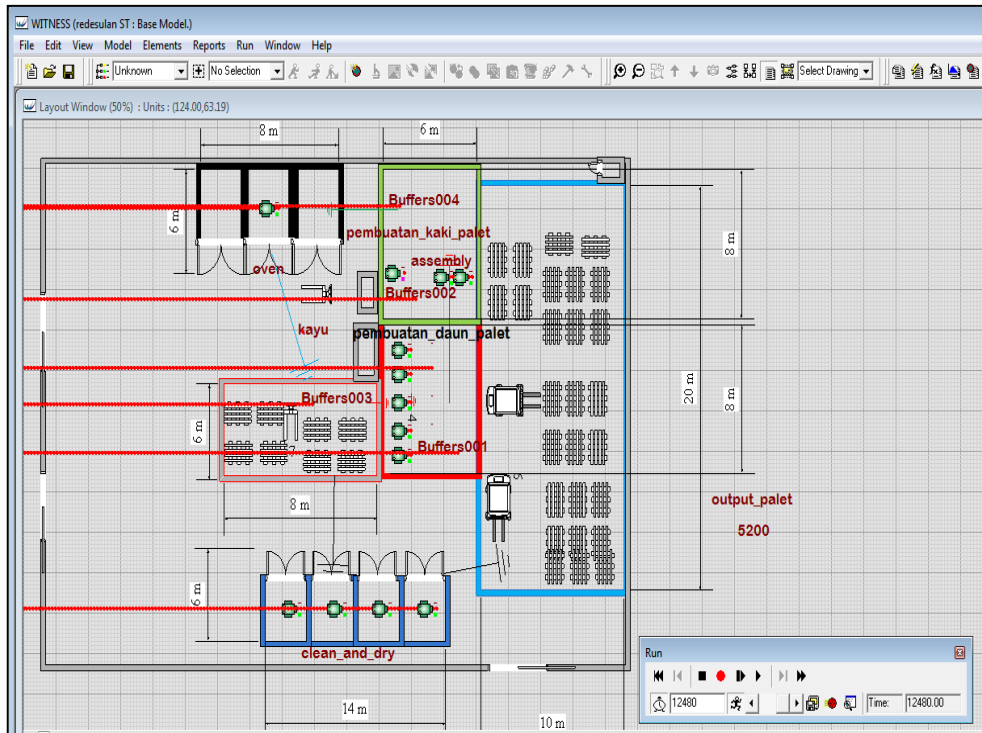 WITNESS (redesulan ST : Base Model.)
File Edit View Model Elements Reports Run Window Help
Unknown No Selection Select Drawing
Layout Window (50%) : Units : (124.00,63.19)
8 m
6 m
Buffers004
6 m
pembuatan_kaki_palet
8 m
assembly
oven
Buffers002
kayu
pembuatan_daun_palet
20 m
8 m
Buffers003
6 m
4
Buffers001
8 m
output_palet
5200
6 m
clean_and_dry
Run
12480
Time: 12480.00
14 m
10 m